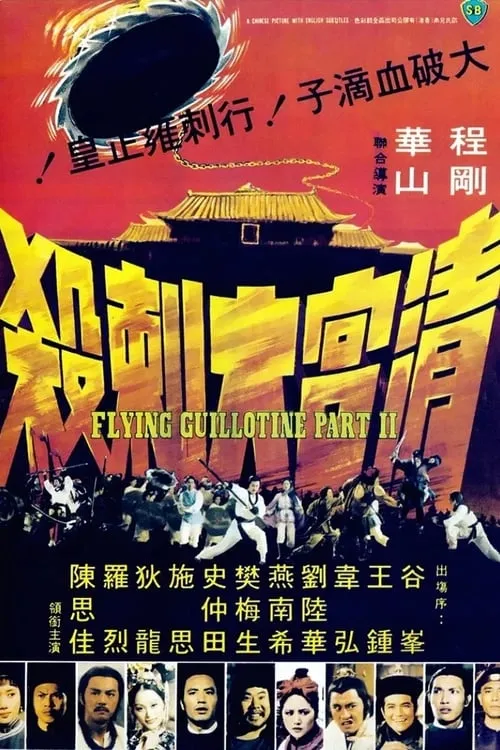 SB
A CHINESE PICTURE WITH ENGLISH SUBTITLES
大破血滴子！行刺雍正皇！
程剛
華山
聯合導演
清宮大刺殺
FLYING GUILLOTINE PART II
出場序：
谷峯
王鍾
韋弘
劉陸華
燕南希
樊梅生
史仲田
施思
狄龍
羅烈
陳思佳
領銜主演